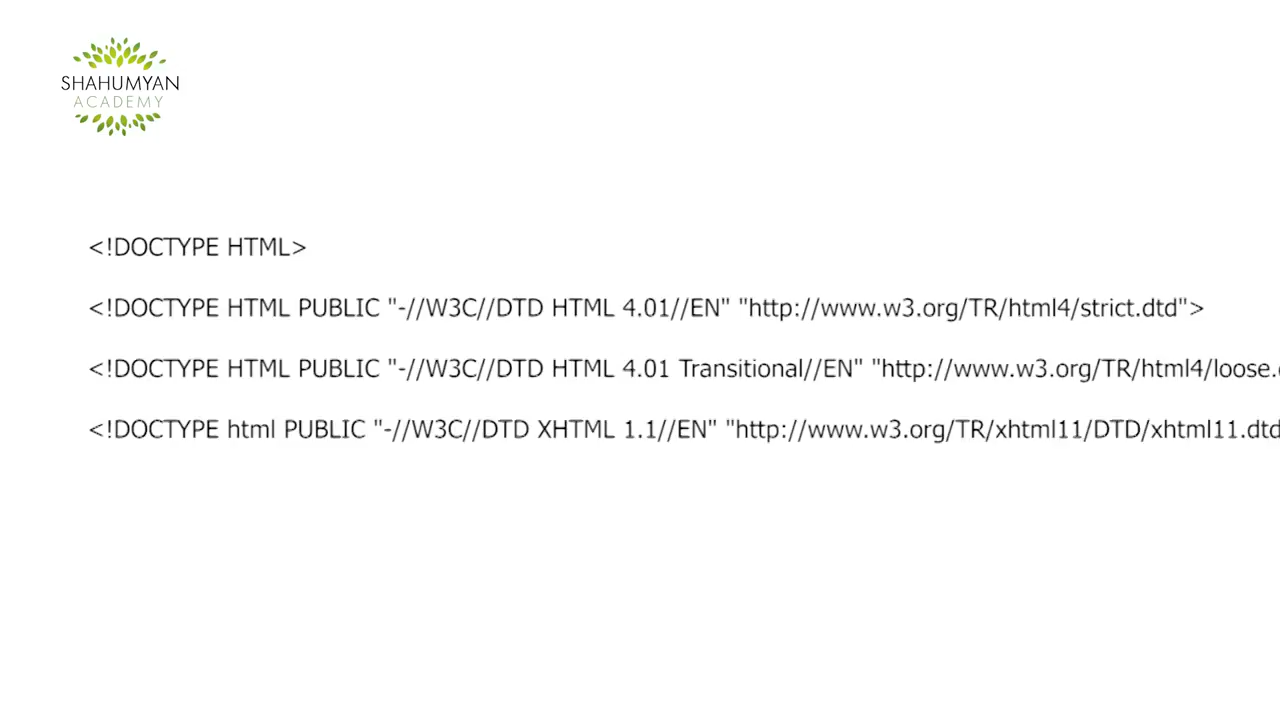 SHAHUMYAN
ACADEMY
<!DOCTYPE HTML>
<!DOCTYPE HTML PUBLIC "-//W3C//DTD HTML 4.01//EN" "http://www.w3.org/TR/html4/strict.dtd">
<!DOCTYPE HTML PUBLIC "-//W3C//DTD HTML 4.01 Transitional//EN" "http://www.w3.org/TR/html4/loose.
<!DOCTYPE html PUBLIC "-//W3C//DTD XHTML 1.1//EN" "http://www.w3.org/TR/xhtml11/DTD/xhtml11.dtd